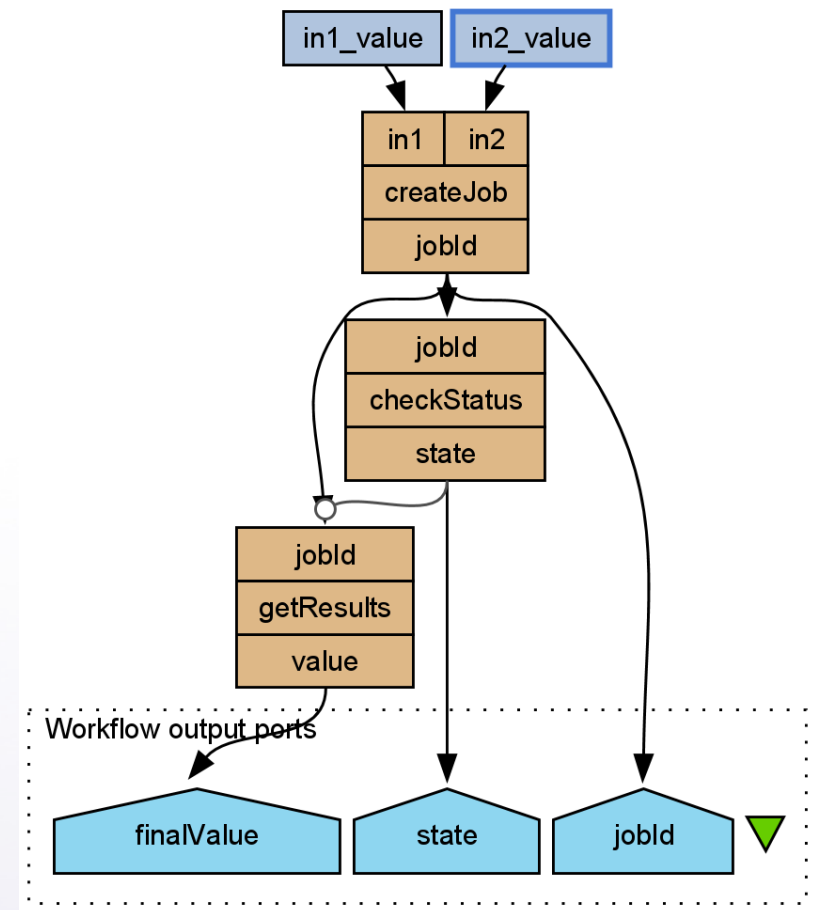 in1_value
in2_value
in1
in2
createJob
jobId
jobId
checkStatus
state
jobId
getResults
value
Workflow output ports
finalValue
state
jobId